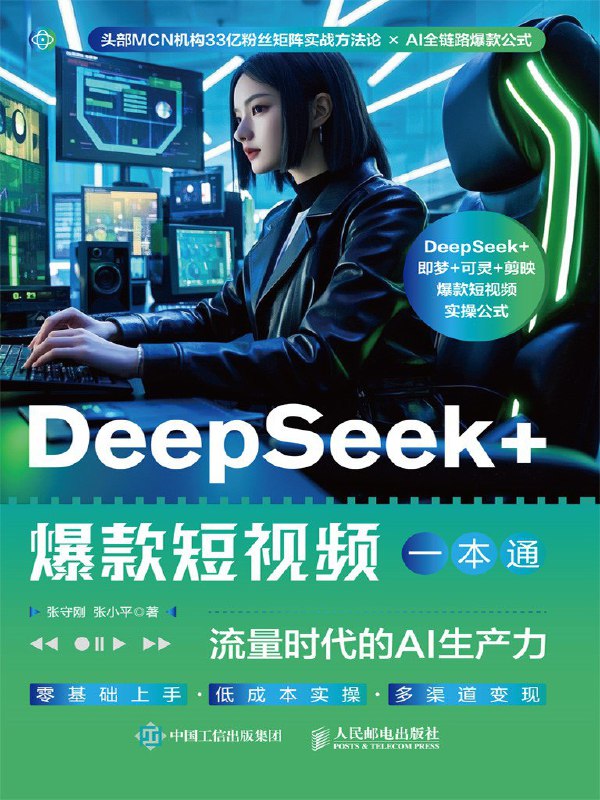 头部MCN机构33亿粉丝矩阵实战方法论 × AI全链路爆款公式
DeepSeek+
即梦+可灵+剪映
爆款短视频
实操公式
DeepSeek+
爆款短视频 一本通
张守刚 张小平◎著
流量时代的AI生产力
零基础上手·低成本实操·多渠道变现
中国工信出版集团
人民邮电出版社
POSTS & TELECOM PRESS